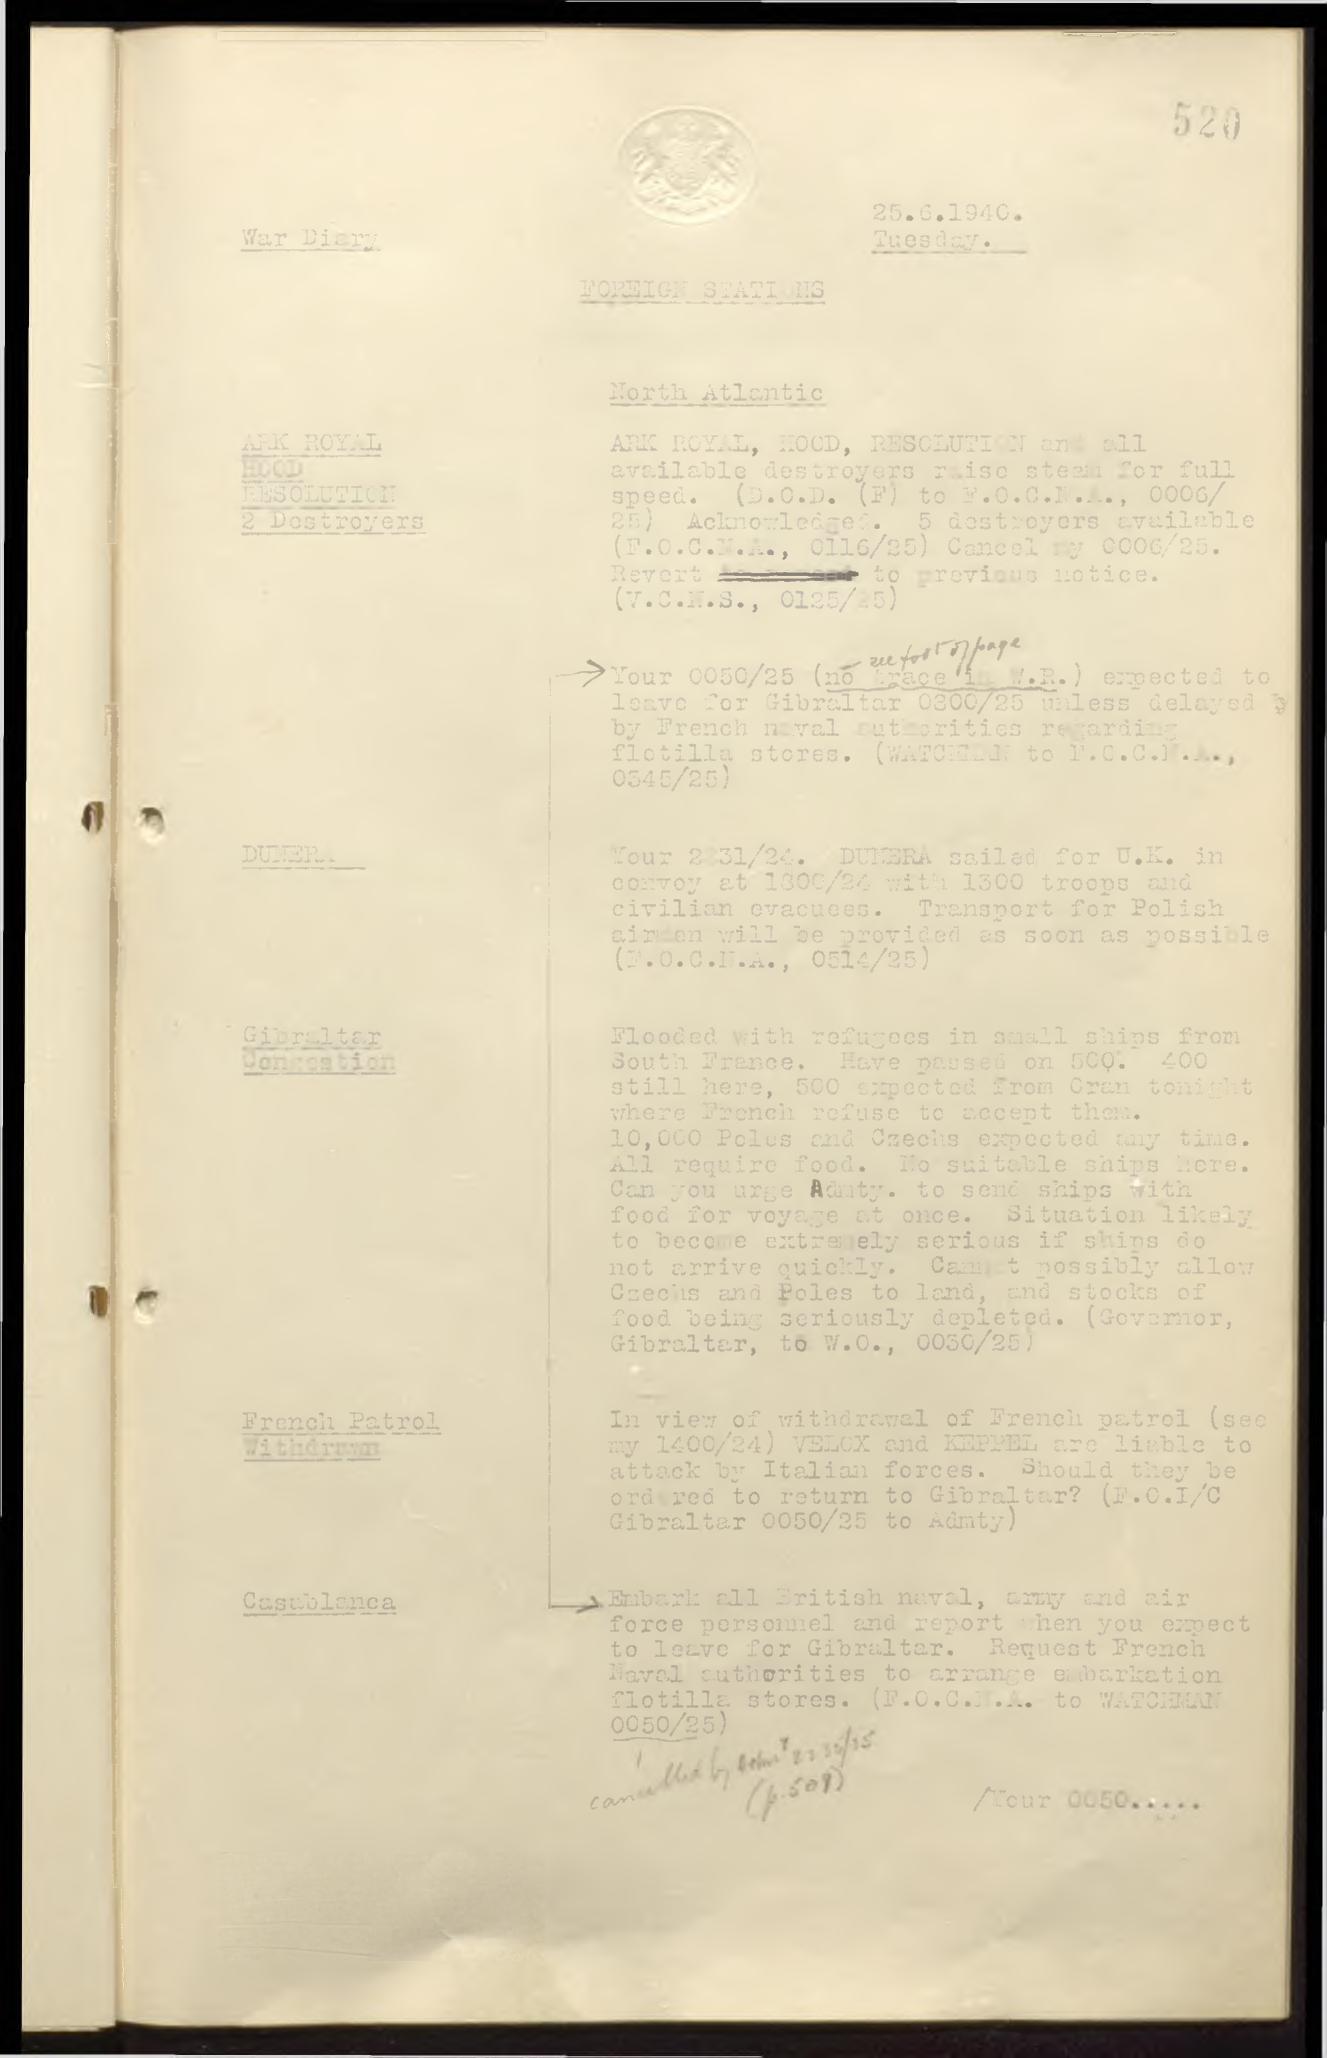 520
25.6.1940.
War Diary
Tuesday.
FOREIGN STATIONS
North Atlantic
ARK ROYAL
HOOD
RESOLUTION
2 Destroyers
ARK ROYAL, HOOD, RESOLUTION and all
available destroyers raise steam for full
speed. (D.O.D. (F) to F.O.C.N.A., 0006/
25) Acknowledged. 5 destroyers available
(F.O.C.N.A., 0116/25) Cancel my 0006/25.
Revert to previous notice.
(V.C.N.S., 0125/25)
— see foot of page
Your 0050/25 (no trace in W.R.) expected to
leave for Gibraltar 0800/25 unless delayed
by French naval authorities regarding
flotilla stores. (WATCHMAN to F.O.C.N.A.,
0345/25)
DUNERA
Your 2231/24. DUNERA sailed for U.K. in
convoy at 1800/24 with 1300 troops and
civilian evacuees. Transport for Polish
airmen will be provided as soon as possible
(F.O.C.N.A., 0514/25)
Gibraltar
Congestion
Flooded with refugees in small ships from
South France. Have passed on 500. 400
still here, 500 expected from Oran tonight
where French refuse to accept them.
10,000 Poles and Czechs expected any time.
All require food. No suitable ships here.
Can you urge Admty. to send ships with
food for voyage at once. Situation likely
to become extremely serious if ships do
not arrive quickly. Cannot possibly allow
Czechs and Poles to land, and stocks of
food being seriously depleted. (Governor,
Gibraltar, to W.O., 0030/25)
French Patrol
Withdrawn
In view of withdrawal of French patrol (see
my 1400/24) VELOX and KEPPEL are liable to
attack by Italian forces. Should they be
ordered to return to Gibraltar? (F.O.I/C
Gibraltar 0050/25 to Admty)
Casablanca
Embark all British naval, army and air
force personnel and report when you expect
to leave for Gibraltar. Request French
Naval authorities to arrange embarkation
flotilla stores. (F.O.C.N.A. to WATCHMAN
0050/25)
cancelled by Admty 2235/25
(p.509)
/Your 0050.....